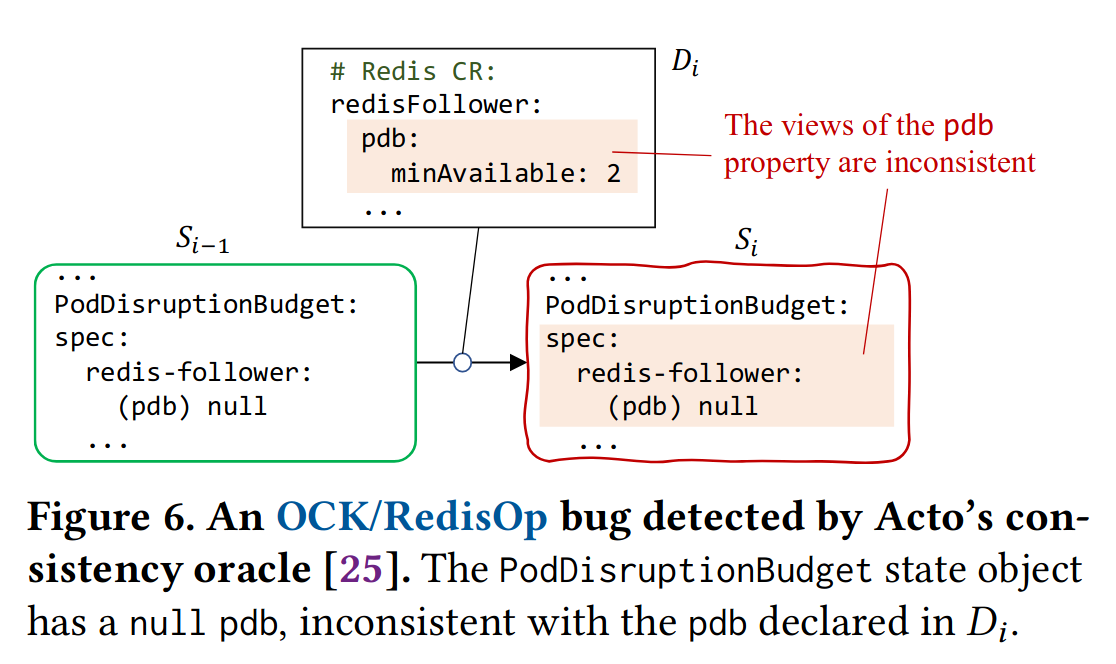 # Redis CR:
redisFollower:
pdb:
minAvailable: 2
...
D_i
The views of the pdb
property are inconsistent
S_{i-1}
...
PodDisruptionBudget:
spec:
redis-follower:
(pdb) null
...
S_i
...
PodDisruptionBudget:
spec:
redis-follower:
(pdb) null
...
Figure 6. An OCK/RedisOp bug detected by Acto’s con-
sistency oracle [25]. The PodDisruptionBudget state object
has a null pdb, inconsistent with the pdb declared in D_i.